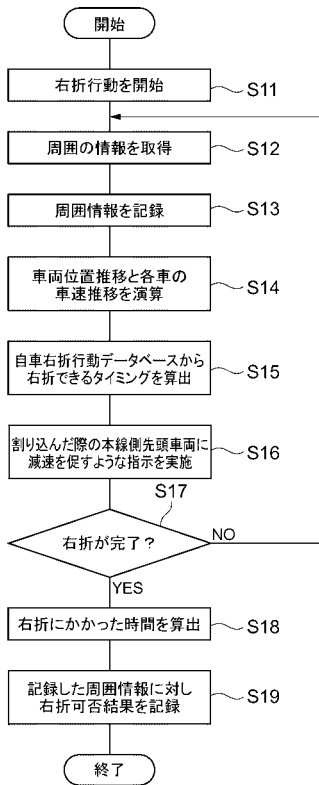 開始
右折行動を開始
S11
周囲の情報を取得
S12
周囲情報を記録
S13
車両位置推移と各車の
車速推移を演算
S14
自車右折行動データベースから
右折できるタイミングを算出
S15
割り込んだ際の本線側先頭車両に
減速を促すような指示を実施
S16
S17
右折が完了?
NO
YES
右折にかかった時間を算出
S18
記録した周囲情報に対し
右折可否結果を記録
S19
終了